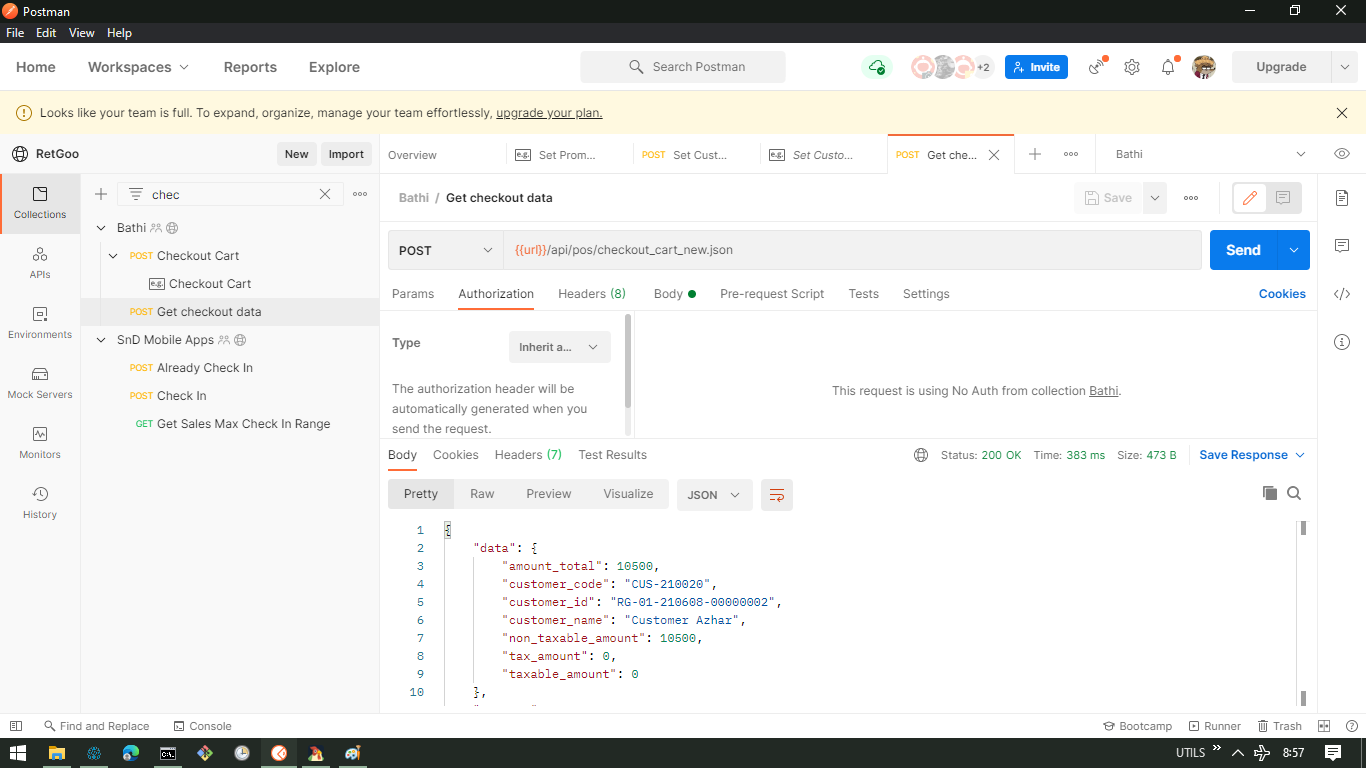 Postman
File Edit View Help
Home Workspaces Reports Explore Search Postman +2 Invite Upgrade
Looks like your team is full. To expand, organize, manage your team effortlessly, upgrade your plan.
RetGoo New Import
Overview e.g. Set Prom... POST Set Cust... e.g. Set Custo... POST Get che... Bathi
Collections
APIs
Environments
Mock Servers
Monitors
History
chec
Bathi
POST Checkout Cart
e.g. Checkout Cart
POST Get checkout data
SnD Mobile Apps
POST Already Check In
POST Check In
GET Get Sales Max Check In Range
Bathi / Get checkout data Save
POST {{url}}/api/pos/checkout_cart_new.json Send
Params Authorization Headers (8) Body Pre-request Script Tests Settings Cookies
Type Inherit a...
The authorization header will be
automatically generated when you
send the request.
This request is using No Auth from collection Bathi.
Body Cookies Headers (7) Test Results Status: 200 OK Time: 383 ms Size: 473 B Save Response
Pretty Raw Preview Visualize JSON
1 {
2 "data": {
3 "amount_total": 10500,
4 "customer_code": "CUS-210020",
5 "customer_id": "RG-01-210608-00000002",
6 "customer_name": "Customer Azhar",
7 "non_taxable_amount": 10500,
8 "tax_amount": 0,
9 "taxable_amount": 0
10 },
Find and Replace Console Bootcamp Runner Trash
UTILS 8:57